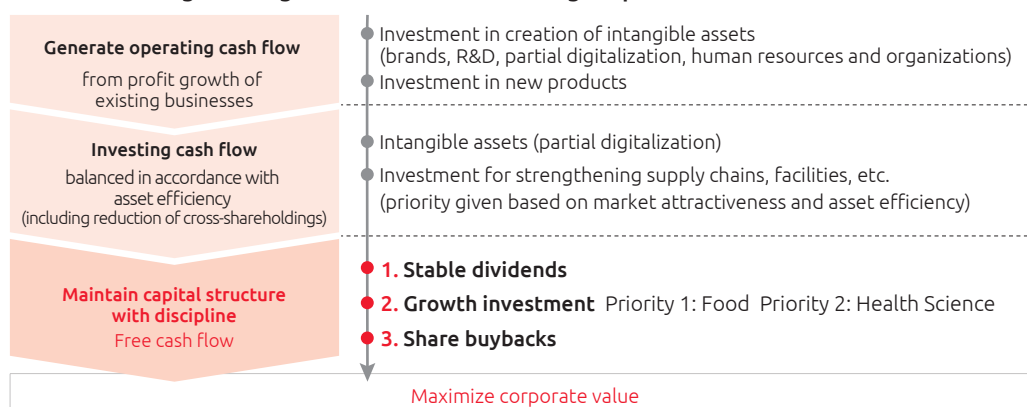 Generate operating cash flow
from profit growth of
existing businesses
Investment in creation of intangible assets
(brands, R&D, partial digitalization, human resources and organizations)
Investment in new products
Investing cash flow
balanced in accordance with
asset efficiency
(including reduction of cross-shareholdings)
Intangible assets (partial digitalization)
Investment for strengthening supply chains, facilities, etc.
(priority given based on market attractiveness and asset efficiency)
Maintain capital structure
with discipline
Free cash flow
1. Stable dividends
2. Growth investment Priority 1: Food Priority 2: Health Science
3. Share buybacks
Maximize corporate value